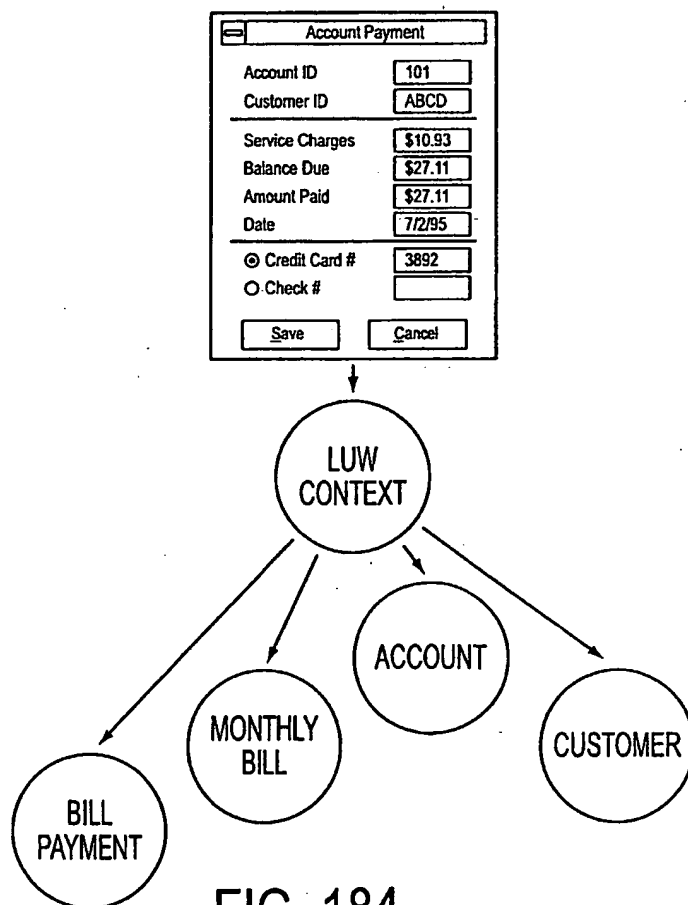 Account Payment
Account ID 101
Customer ID ABCD
Service Charges $10.93
Balance Due $27.11
Amount Paid $27.11
Date 7/2/95
Credit Card # 3892
Check #
Save Cancel
LUW
CONTEXT
ACCOUNT
MONTHLY
BILL
CUSTOMER
BILL
PAYMENT
FIG. 184